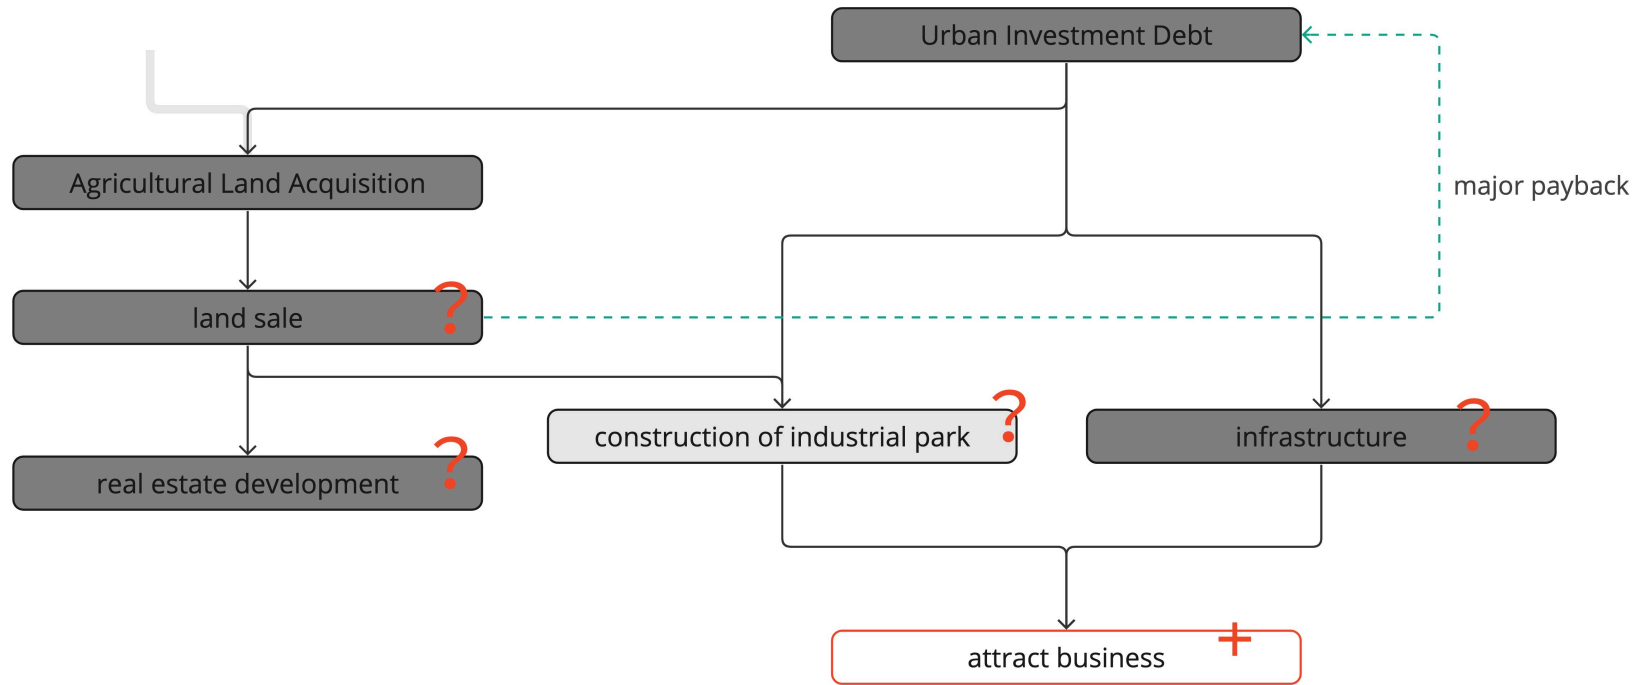 Urban Investment Debt
Agricultural Land Acquisition
major payback
land sale
?
construction of industrial park
?
infrastructure
?
real estate development
?
attract business
+